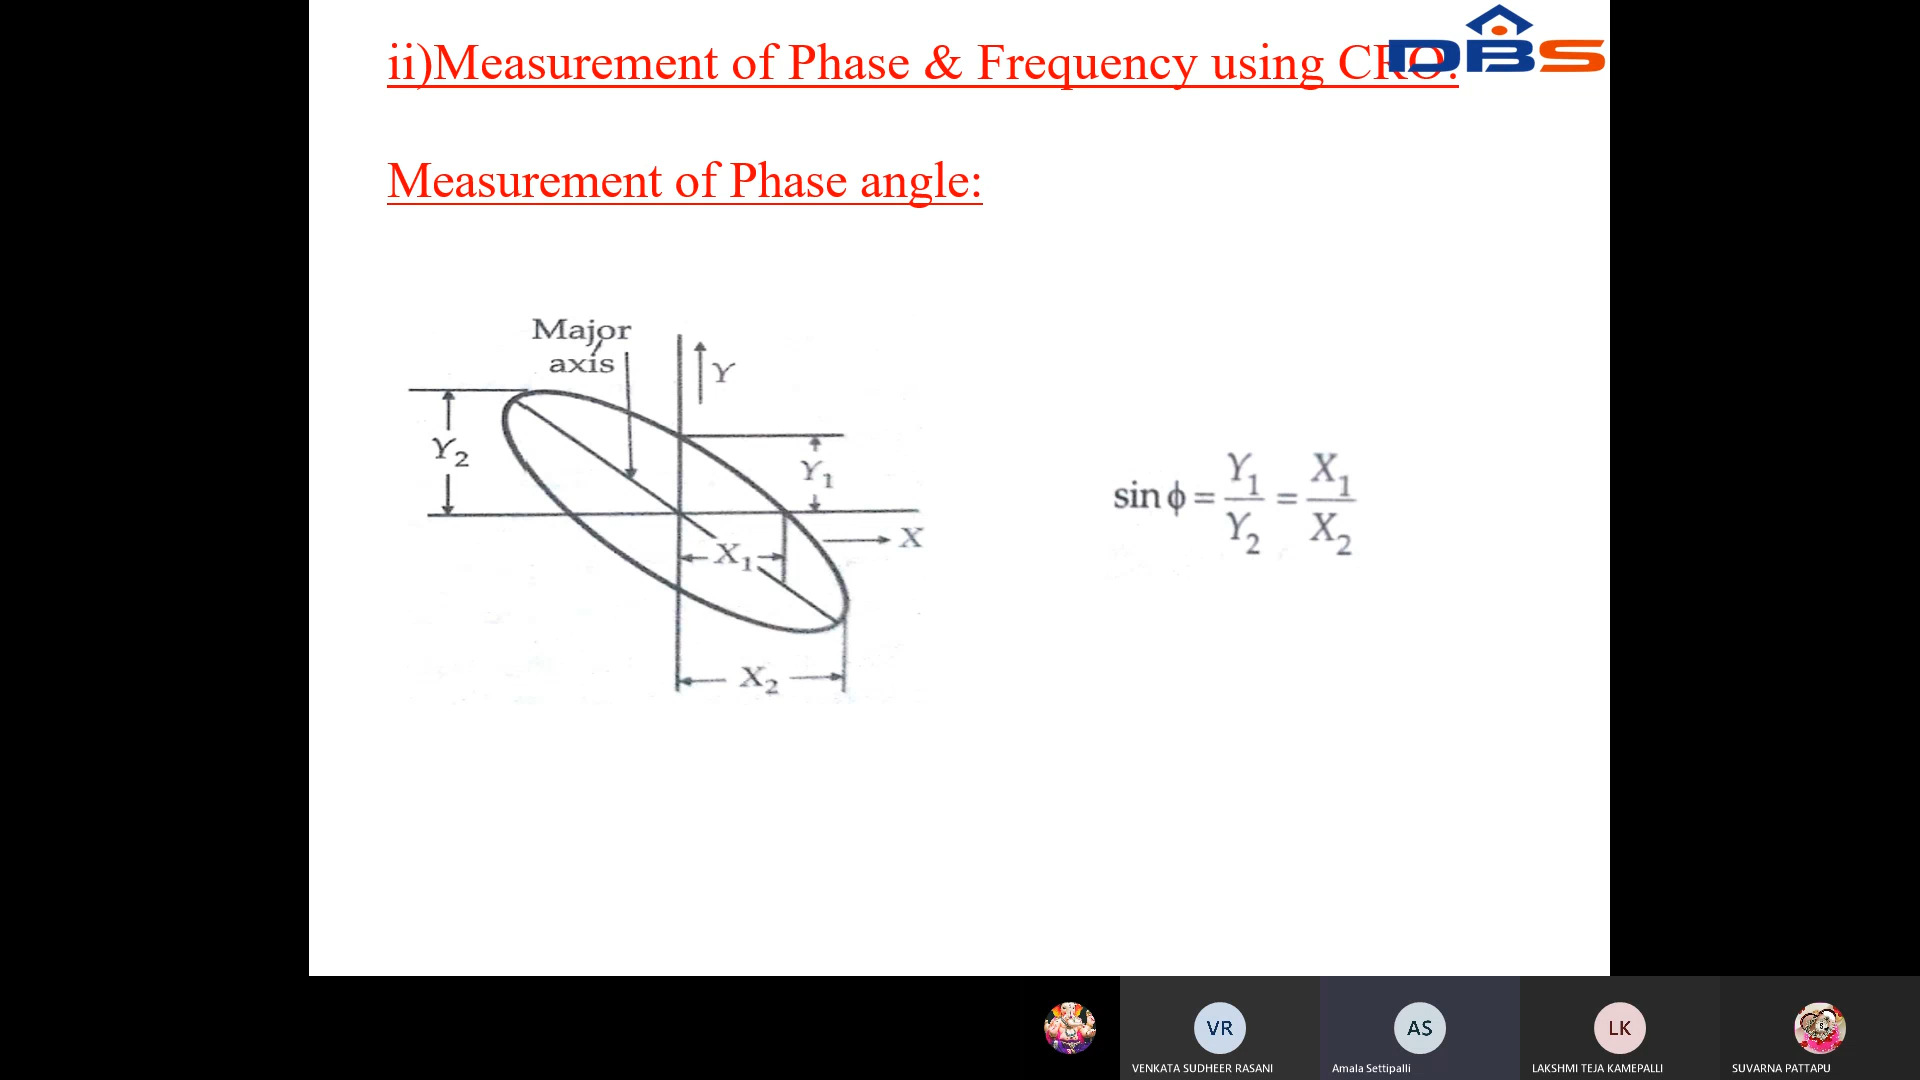 ii)Measurement of Phase & Frequency using CRO:
DBS
Measurement of Phase angle:
Major
axis
Y
Y2
Y1
X
X1
X2
sin ϕ = Y1/Y2 = X1/X2
VR
AS
LK
VENKATA SUDHEER RASANI
Amala Settipalli
LAKSHMI TEJA KAMEPALLI
SUVARNA PATTAPU